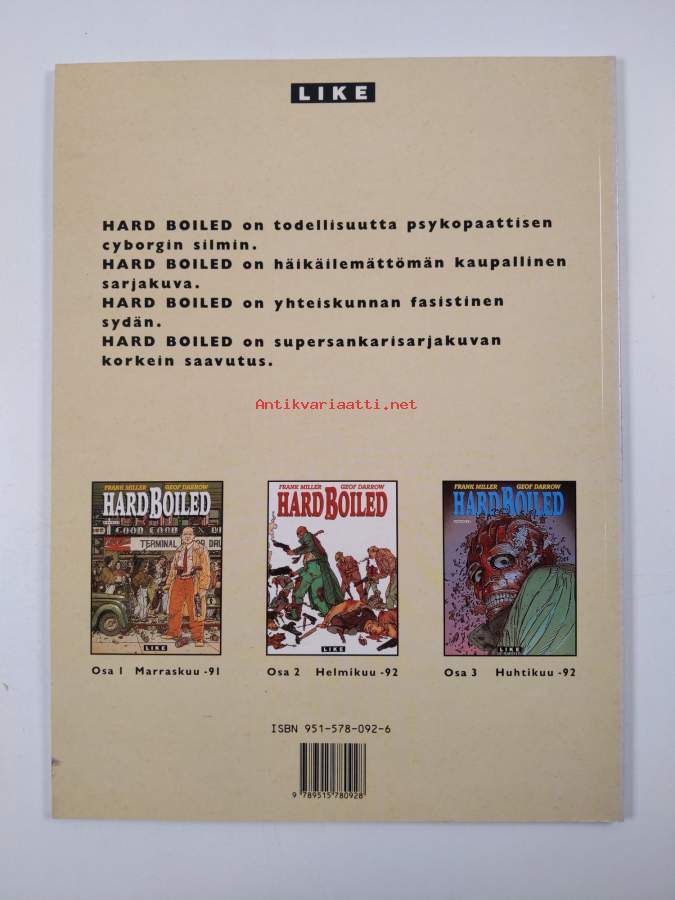 LIKE
HARD BOILED on todellisuutta psykopaattisen
cyborgin silmin.
HARD BOILED on häikäilemättömän kaupallinen
sarjakuva.
HARD BOILED on yhteiskunnan fasistinen
sydän.
HARD BOILED on supersankarisarjakuvan
korkein saavutus.
Antikvariaatti.net
FRANK MILLER GEOF DARROW
HARD BOILED
GOOD FOOD
TERMINAL
LIKE
FRANK MILLER GEOF DARROW
HARD BOILED
LIKE
FRANK MILLER GEOF DARROW
HARD BOILED
LIKE
Osa 1 Marraskuu -91
Osa 2 Helmikuu -92
Osa 3 Huhtikuu -92
ISBN 951-578-092-6
9 789515 780928